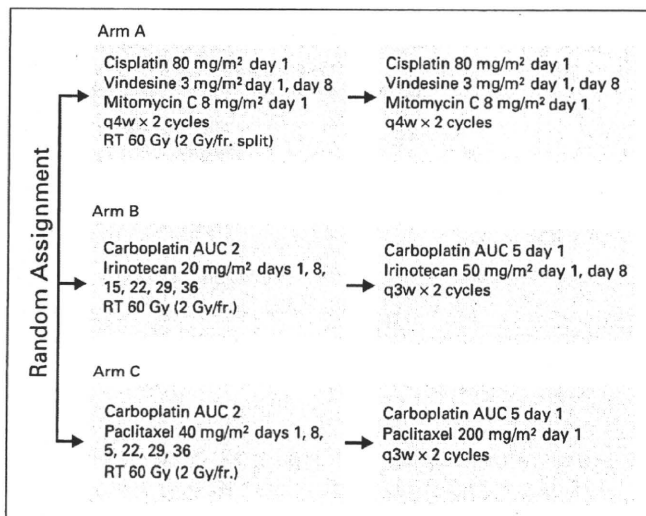 Random Assignment
Arm A
Cisplatin 80 mg/m² day 1
Vindesine 3 mg/m² day 1, day 8
Mitomycin C 8 mg/m² day 1
q4w × 2 cycles
RT 60 Gy (2 Gy/fr. split)
Cisplatin 80 mg/m² day 1
Vindesine 3 mg/m² day 1, day 8
Mitomycin C 8 mg/m² day 1
q4w × 2 cycles
Arm B
Carboplatin AUC 2
Irinotecan 20 mg/m² days 1, 8,
15, 22, 29, 36
RT 60 Gy (2 Gy/fr.)
Carboplatin AUC 5 day 1
Irinotecan 50 mg/m² day 1, day 8
q3w × 2 cycles
Arm C
Carboplatin AUC 2
Paclitaxel 40 mg/m² days 1, 8,
5, 22, 29, 36
RT 60 Gy (2 Gy/fr.)
Carboplatin AUC 5 day 1
Paclitaxel 200 mg/m² day 1
q3w × 2 cycles